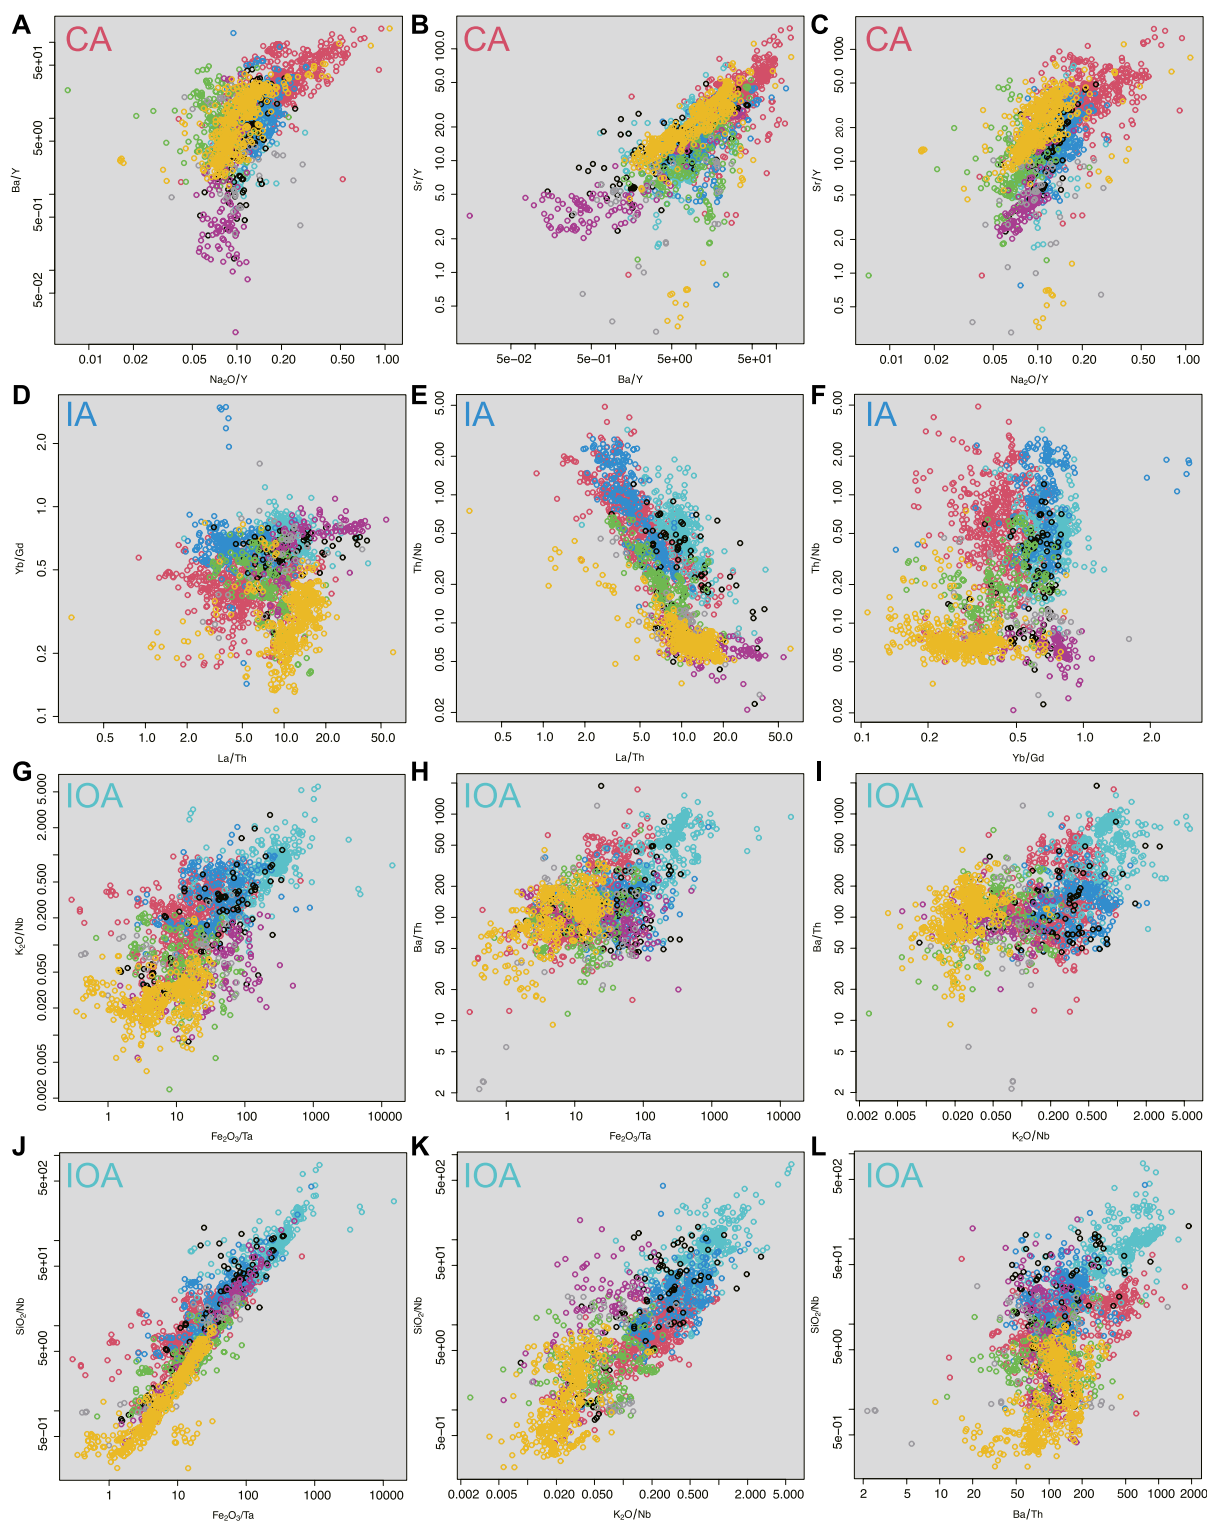 A B C
CA CA CA
5e+01 5e+00 5e−01 5e−02
Ba/Y
0.01 0.02 0.05 0.10 0.20 0.50 1.00
Na₂O/Y
100.0 50.0 20.0 10.0 5.0 2.0 1.0 0.5
Sr/Y
5e−02 5e−01 5e+00 5e+01
Ba/Y
1000 50.0 10.0 5.0 2.0 1.0 0.5
Sr/Y
0.01 0.02 0.05 0.10 0.20 0.50 1.00
Na₂O/Y
D E F
IA IA IA
2.0 1.0 0.5 0.2 0.1
Yb/Gd
0.5 1.0 2.0 5.0 10.0 20.0 50.0
La/Th
5.00 2.00 1.00 0.50 0.20 0.10 0.05 0.02
Th/Nb
0.5 1.0 2.0 5.0 10.0 50.0
La/Th
5.00 2.00 1.00 0.50 0.20 0.10 0.05 0.02
Th/Nb
0.1 0.2 0.5 1.0 2.0
Yb/Gd
G H I
IOA IOA IOA
5.000 2.000 0.500 0.200 0.050 0.020 0.005 0.002
K₂O/Nb
1 10 100 1000 10000
Fe₂O₃/Ta
1000 500 200 100 50 20 10 5 2
Ba/Th
1 10 100 1000 10000
Fe₂O₃/Ta
1000 500 200 100 50 20 10 5 2
Ba/Th
0.002 0.005 0.020 0.050 0.200 0.500 2.000 5.000
K₂O/Nb
J K L
IOA IOA IOA
5e+02 5e+01 5e+00 5e−01
SiO₂/Nb
1 10 100 1000 10000
Fe₂O₃/Ta
5e+02 5e+01 5e+00 5e−01
SiO₂/Nb
0.002 0.005 0.020 0.050 0.200 0.500 2.000 5.000
K₂O/Nb
5e+02 5e+01 5e+00 5e−01
SiO₂/Nb
2 5 10 20 50 100 200 500 1000 2000
Ba/Th